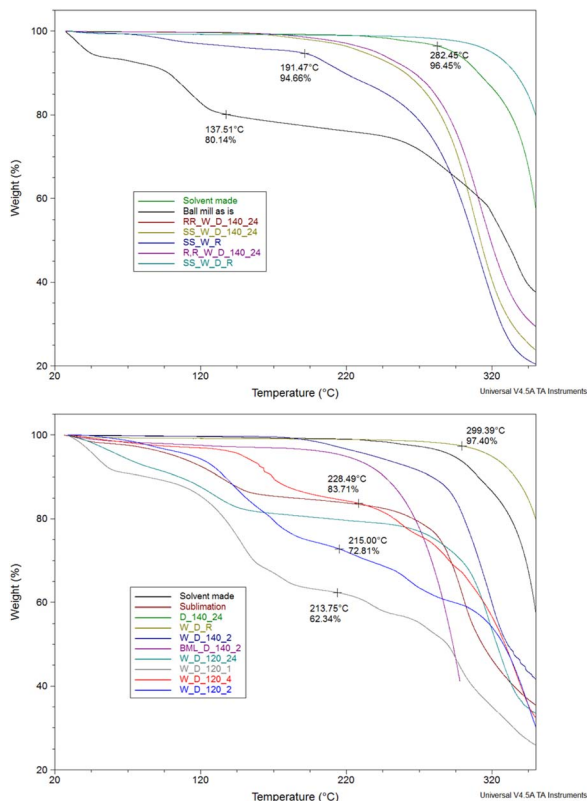 100
80
60
40
20
Weight (%)
191.47°C
94.66%
282.45°C
96.45%
137.51°C
80.14%
Solvent made
Ball mill as is
RR_W_D_140_24
SS_W_D_140_24
SS_W_R
R,R_W_D_140_24
SS_W_D_R
20 120 220 320
Temperature (°C)
Universal V4.5A TA Instruments
100
80
60
40
20
Weight (%)
299.39°C
97.40%
228.49°C
83.71%
215.00°C
72.81%
213.75°C
62.34%
Solvent made
Sublimation
D_140_24
W_D_R
W_D_140_2
BML_D_140_2
W_D_120_24
W_D_120_1
W_D_120_4
W_D_120_2
20 120 220 320
Temperature (°C)
Universal V4.5A TA Instruments